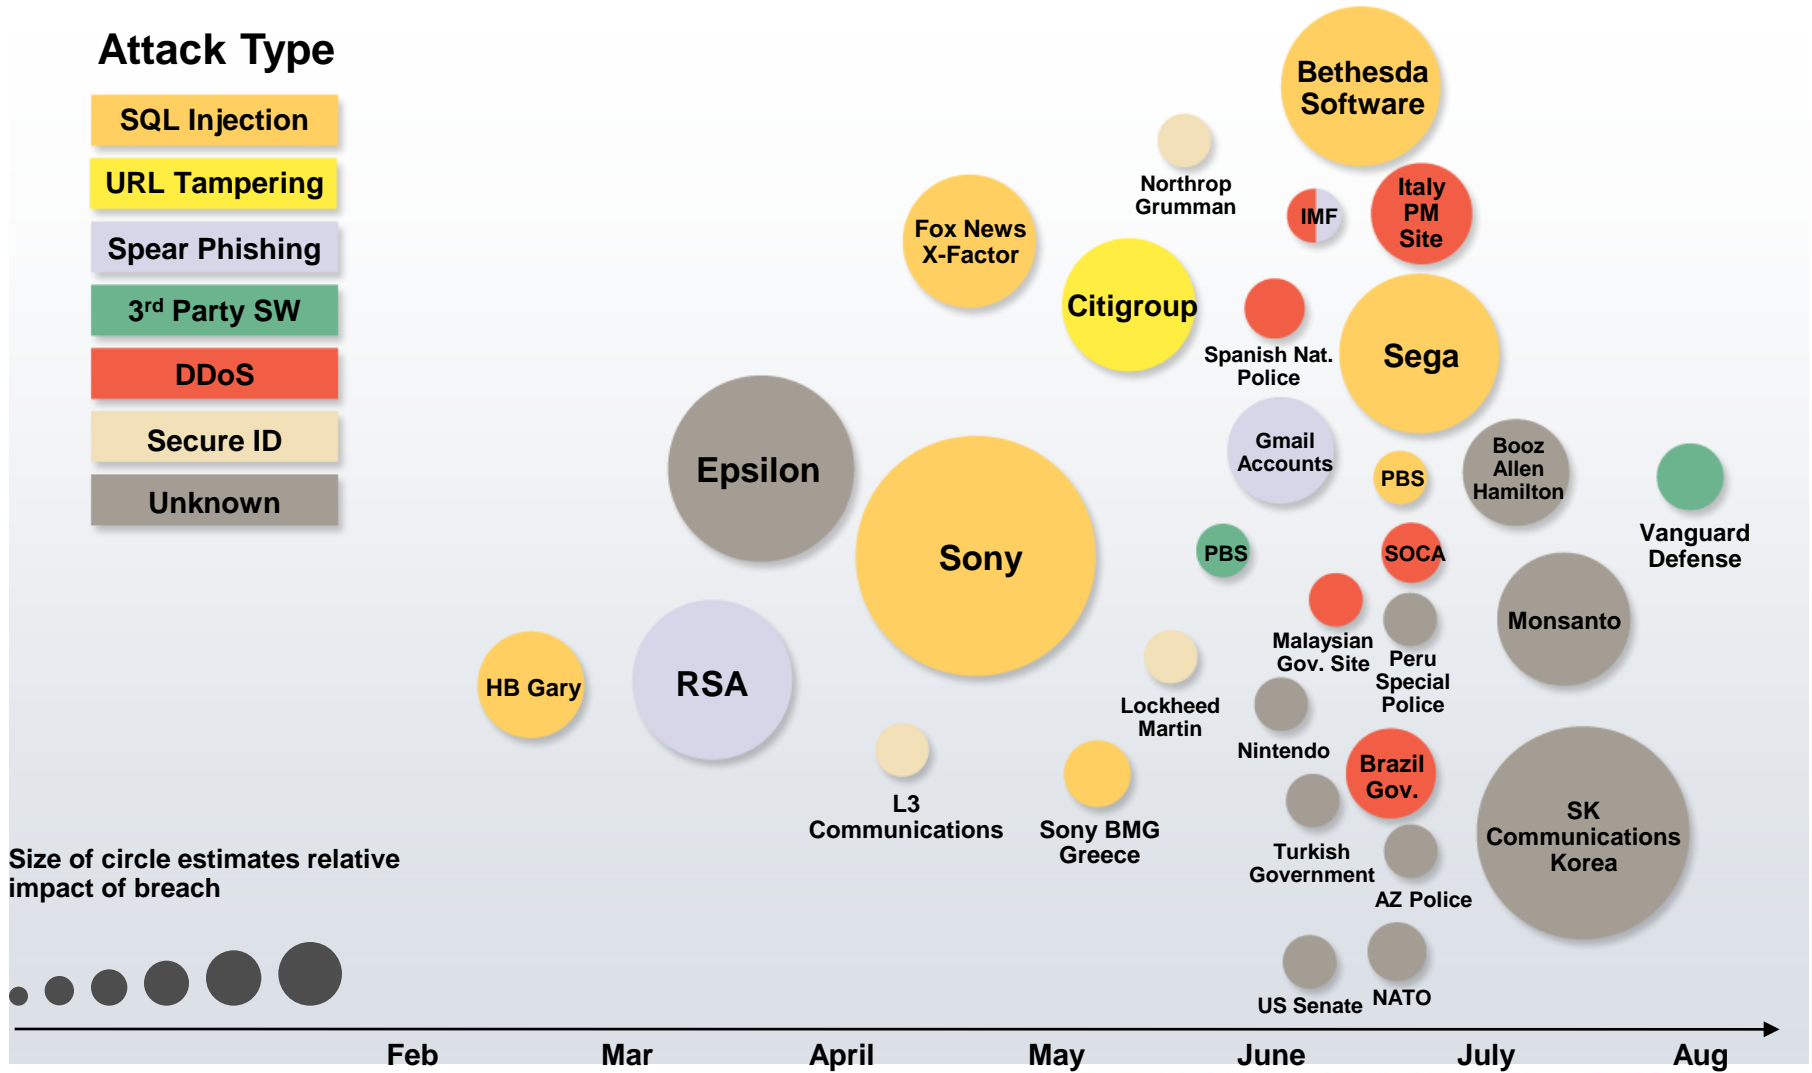 Attack Type
SQL Injection
URL Tampering
Spear Phishing
3rd Party SW
DDoS
Secure ID
Unknown
Size of circle estimates relative
impact of breach
Bethesda
Software
Northrop
Grumman
IMF
Italy
PM
Site
Fox News
X-Factor
Citigroup
Spanish Nat.
Police
Sega
Epsilon
Gmail
Accounts
PBS
Booz
Allen
Hamilton
Vanguard
Defense
Sony
PBS
SOCA
Malaysian
Gov. Site
Peru
Special
Police
Monsanto
HB Gary
RSA
Lockheed
Martin
Nintendo
L3
Communications
Sony BMG
Greece
Brazil
Gov.
Turkish
Government
AZ Police
SK
Communications
Korea
US Senate
NATO
Feb
Mar
April
May
June
July
Aug